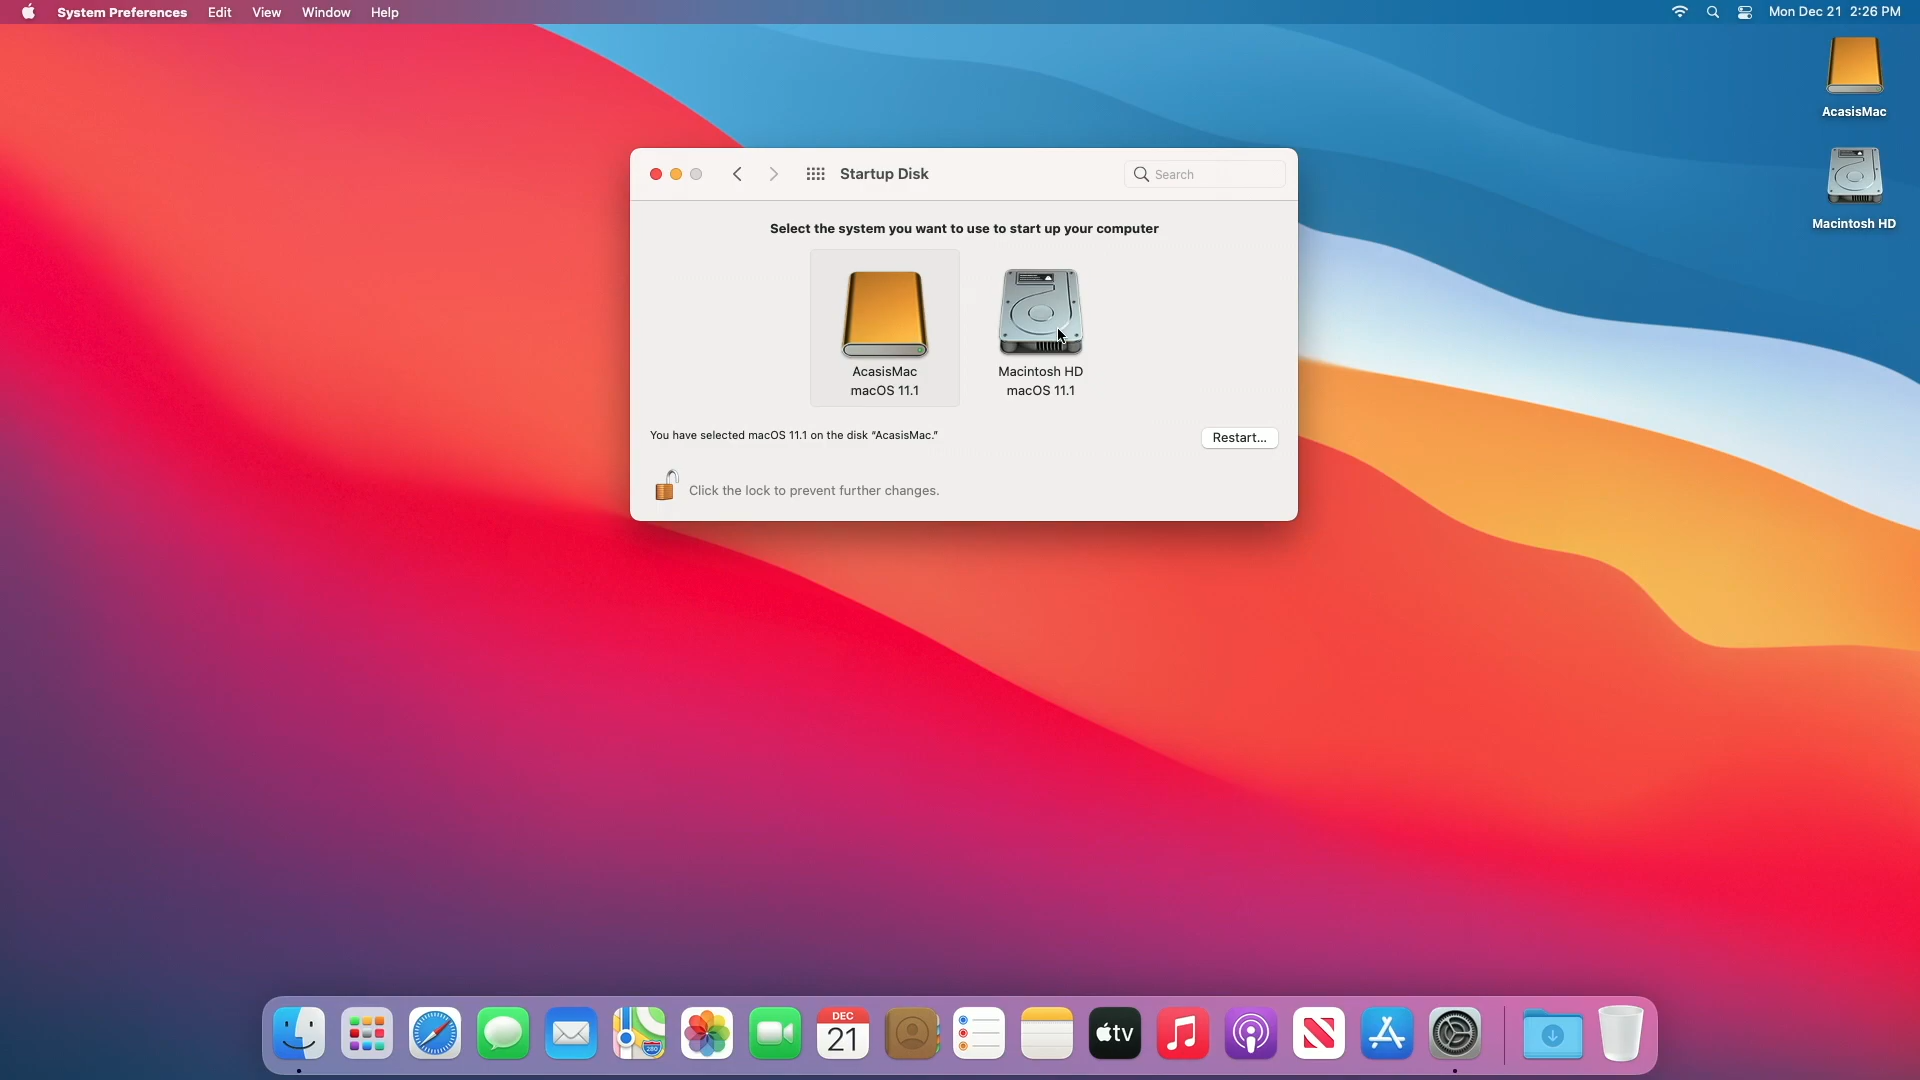 System Preferences Edit View Window Help
Mon Dec 21 2:26 PM
AcasisMac
Macintosh HD
Startup Disk
Search
Select the system you want to use to start up your computer
AcasisMac
macOS 11.1
Macintosh HD
macOS 11.1
You have selected macOS 11.1 on the disk “AcasisMac.”
Restart...
Click the lock to prevent further changes.
280
DEC
21
tv